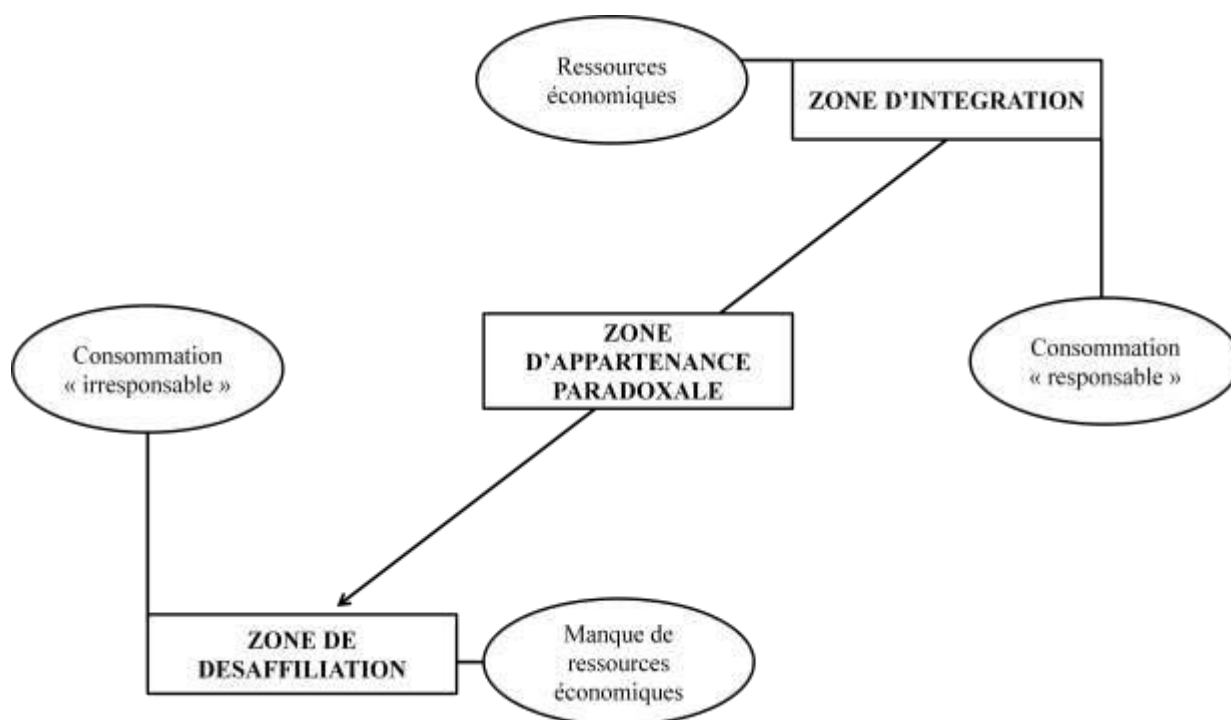 Ressources
économiques
ZONE D'INTEGRATION
ZONE
D'APPARTENANCE
PARADOXALE
Consommation
« irresponsable »
Consommation
« responsable »
ZONE DE
DESAFFILIATION
Manque de
ressources
économiques